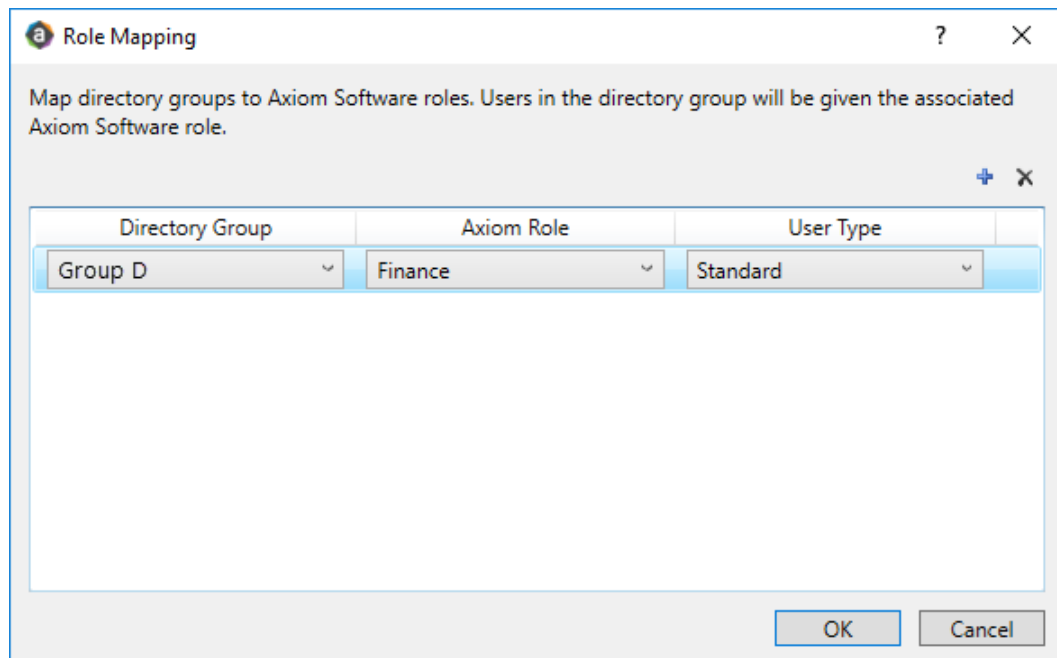 Role Mapping
?
Map directory groups to Axiom Software roles. Users in the directory group will be given the associated
Axiom Software role.
Directory Group Axiom Role User Type
Group D Finance Standard
OK Cancel